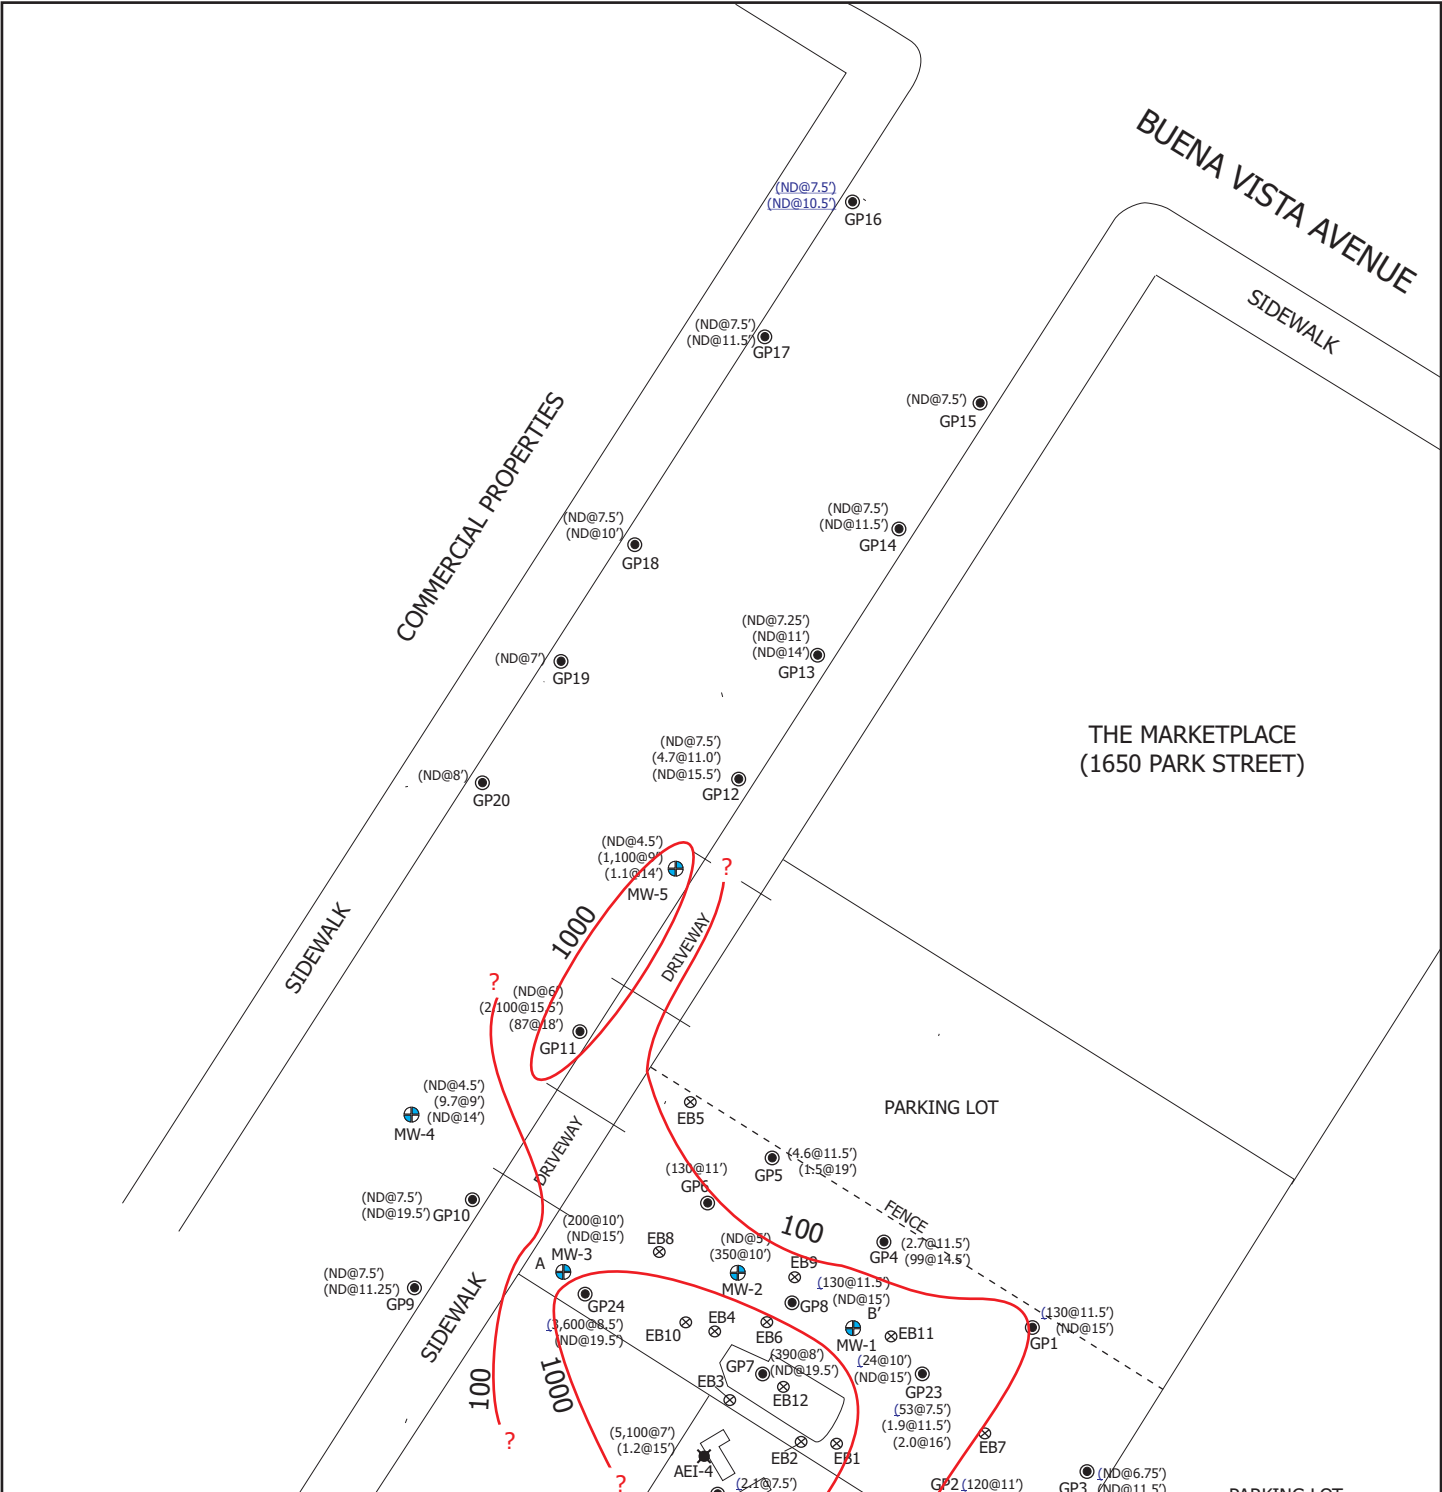 BUENA VISTA AVENUE
(ND@7.5')
(ND@10.5')
GP16
SIDEWALK
(ND@7.5')
(ND@11.5')
GP17
(ND@7.5')
GP15
COMMERCIAL PROPERTIES
(ND@7.5')
(ND@10')
GP18
(ND@7.5')
(ND@11.5')
GP14
(ND@7.25')
(ND@11')
(ND@14')
GP13
(ND@7')
GP19
THE MARKETPLACE
(1650 PARK STREET)
(ND@7.5')
(4.7@11.0')
(ND@15.5')
GP12
(ND@8')
GP20
(ND@4.5')
(1,100@9')
(1.1@14')
MW-5
?
1000
DRIVEWAY
SIDEWALK
?
(ND@6')
(2,100@15.5')
(87@18')
GP11
(ND@4.5')
(9.7@9')
(ND@14')
MW-4
EB5
PARKING LOT
DRIVEWAY
(4.6@11.5')
(1.5@19')
GP5
(130@11')
GP6
(ND@7.5')
(ND@19.5')
GP10
FENCE
100
(200@10')
(ND@15')
MW-3
A
EB8
(ND@5')
(350@10')
MW-2
EB9
GP4
(2.7@11.5')
(99@14.5')
(ND@7.5')
(ND@11.25')
GP9
GP24
(3,600@8.5')
(ND@19.5')
(130@11.5')
(ND@15')
GP8
B'
MW-1
EB11
(130@11.5')
(ND@15')
GP1
SIDEWALK
EB10
EB4
EB6
(390@8')
(ND@19.5')
GP7
(24@10')
(ND@15')
GP23
(53@7.5')
(1.9@11.5')
(2.0@16')
100
1000
EB3
EB12
?
(5,100@7')
(1.2@15')
AEI-4
EB2
EB1
EB7
?
(2.1@7.5')
GP2
(120@11')
GP3
(ND@6.75')
(ND@11.5')
PARKING LOT